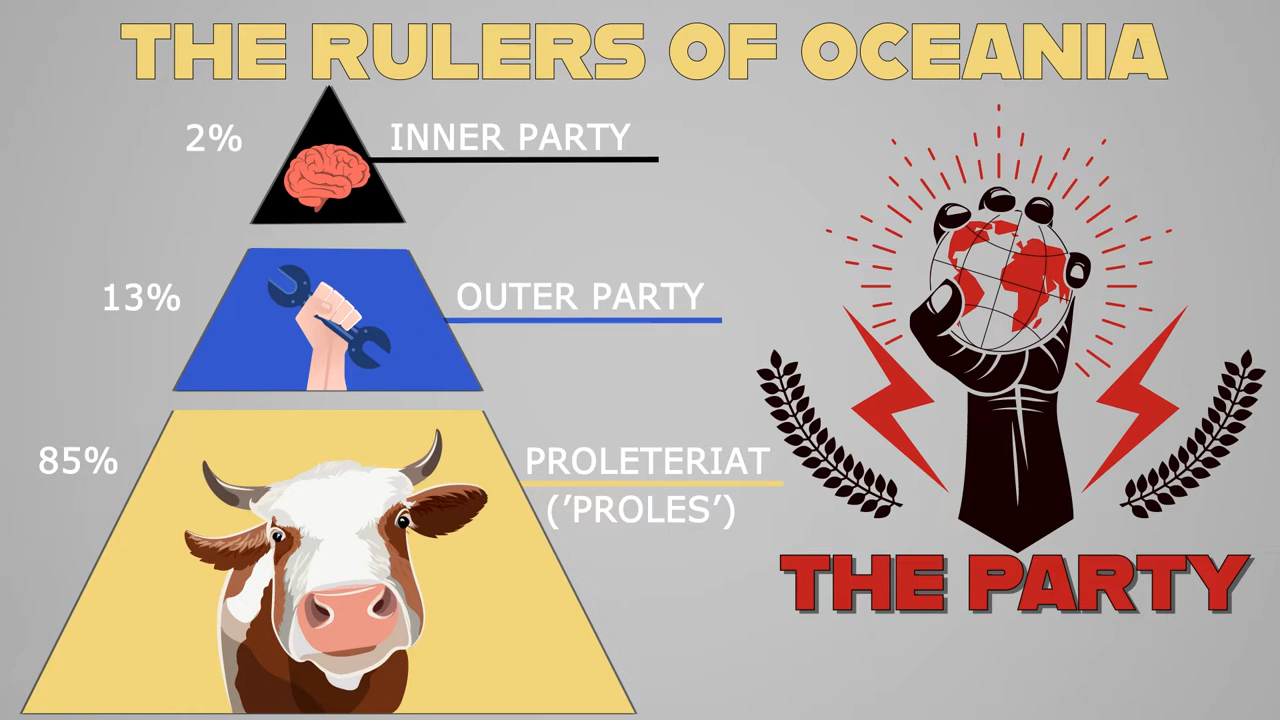 THE RULERS OF OCEANIA
2%
INNER PARTY
13%
OUTER PARTY
85%
PROLETERIAT
('PROLES')
THE PARTY